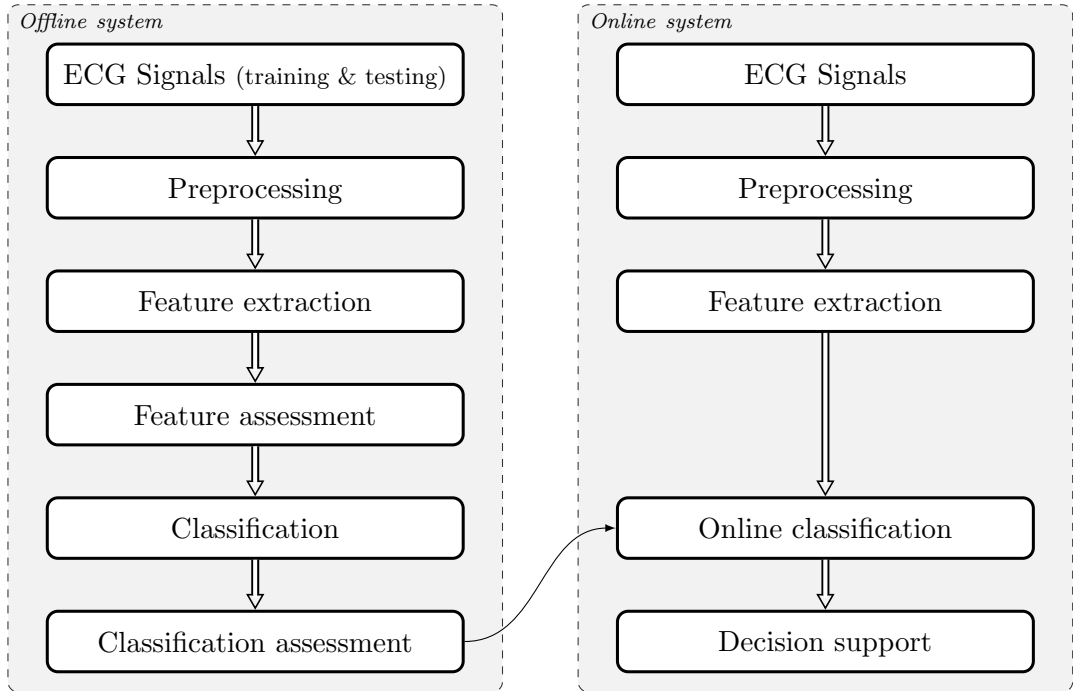 Offline system
ECG Signals (training & testing)
Preprocessing
Feature extraction
Feature assessment
Classification
Classification assessment
Online system
ECG Signals
Preprocessing
Feature extraction
Online classification
Decision support